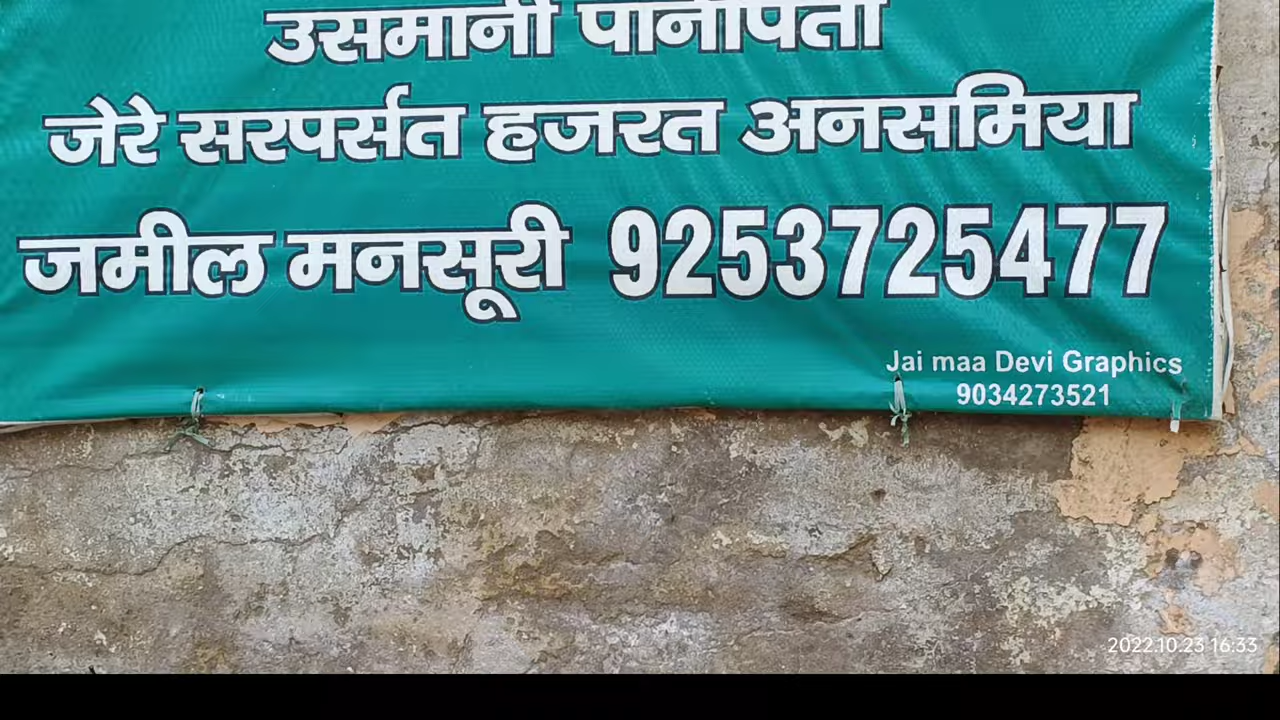 उसमानी पानीपती
जेरे सरपर्सत हजरत अनसमिया
जमील मनसूरी 9253725477
Jai maa Devi Graphics
9034273521
2022.10.23 16:33